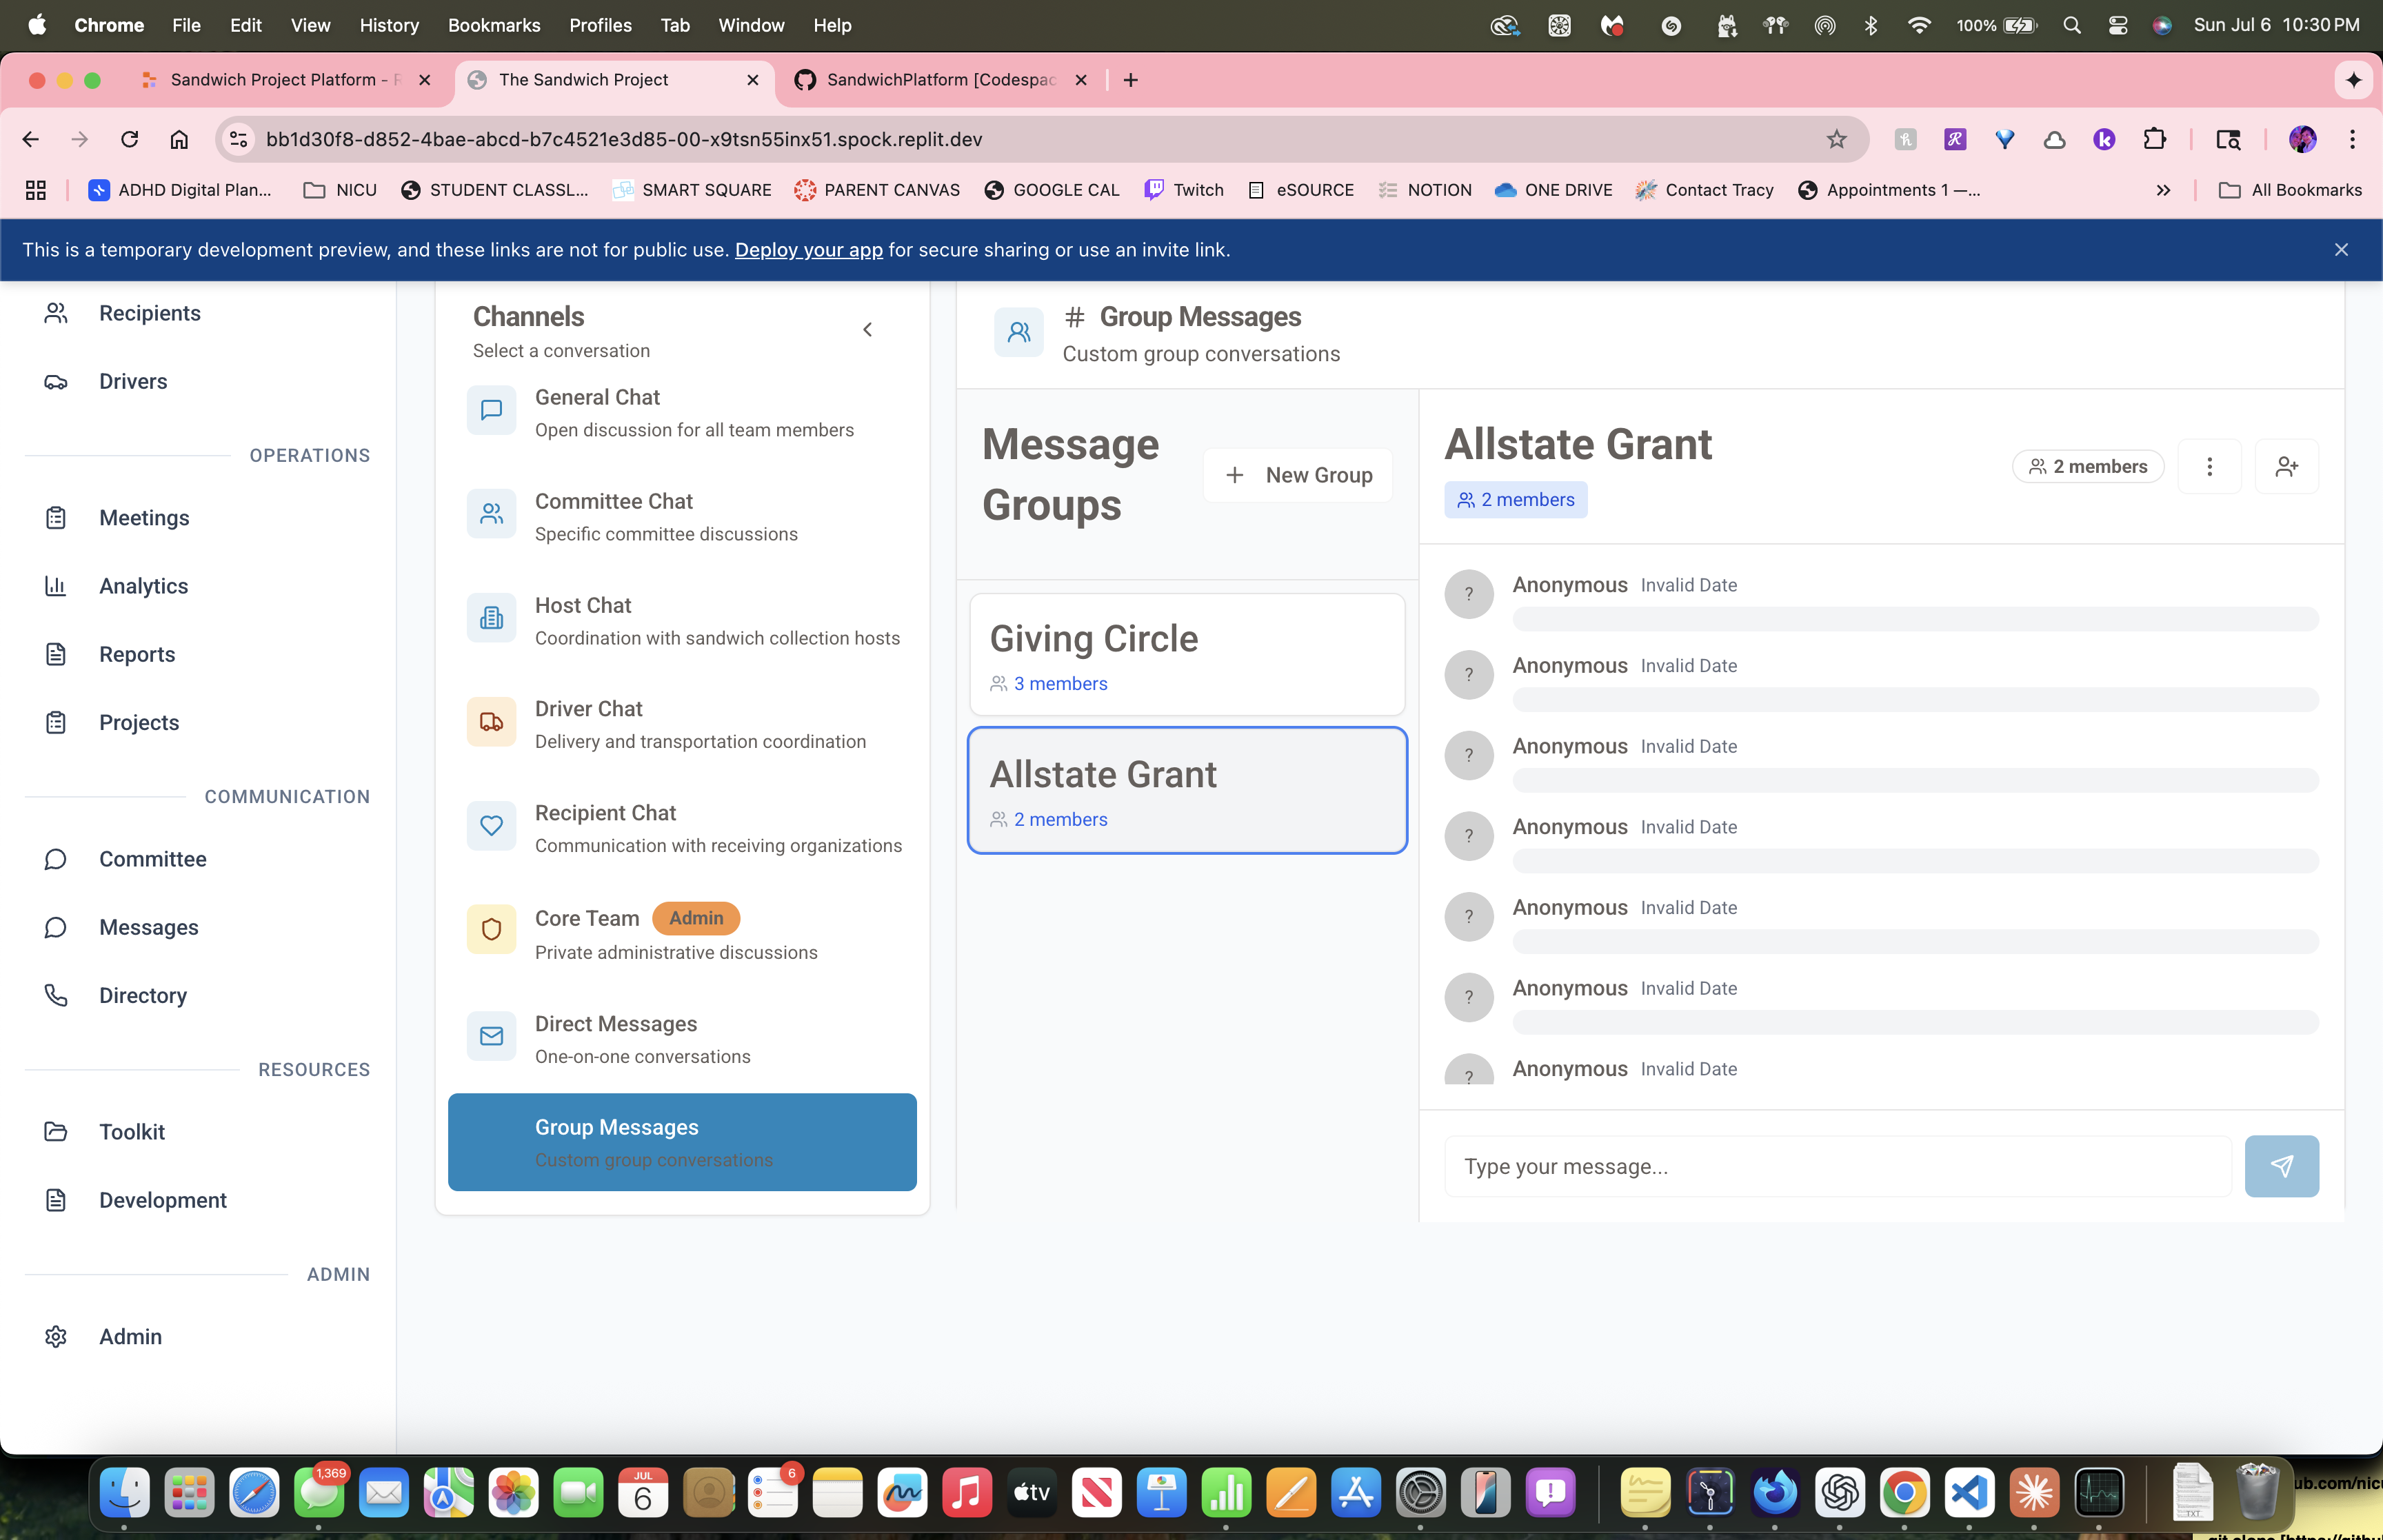 Chrome File Edit View History Bookmarks Profiles Tab Window Help 100% Sun Jul 6 10:30 PM
Sandwich Project Platform - R The Sandwich Project SandwichPlatform [Codespac
bb1d30f8-d852-4bae-abcd-b7c4521e3d85-00-x9tsn55inx51.spock.replit.dev
ADHD Digital Plan... NICU STUDENT CLASSL... SMART SQUARE PARENT CANVAS GOOGLE CAL Twitch eSOURCE NOTION ONE DRIVE Contact Tracy Appointments 1 —... All Bookmarks
This is a temporary development preview, and these links are not for public use. Deploy your app for secure sharing or use an invite link.
Recipients
Drivers
OPERATIONS
Meetings
Analytics
Reports
Projects
COMMUNICATION
Committee
Messages
Directory
RESOURCES
Toolkit
Development
ADMIN
Admin
Channels
Select a conversation
General Chat
Open discussion for all team members
Committee Chat
Specific committee discussions
Host Chat
Coordination with sandwich collection hosts
Driver Chat
Delivery and transportation coordination
Recipient Chat
Communication with receiving organizations
Core Team Admin
Private administrative discussions
Direct Messages
One-on-one conversations
Group Messages
Custom group conversations
# Group Messages
Custom group conversations
Message
Groups
+ New Group
Giving Circle
3 members
Allstate Grant
2 members
Allstate Grant
2 members
2 members
? Anonymous Invalid Date
? Anonymous Invalid Date
? Anonymous Invalid Date
? Anonymous Invalid Date
? Anonymous Invalid Date
? Anonymous Invalid Date
? Anonymous Invalid Date
Type your message...
1,369
JUL
6
6
tv
TXT
ub.com/nic